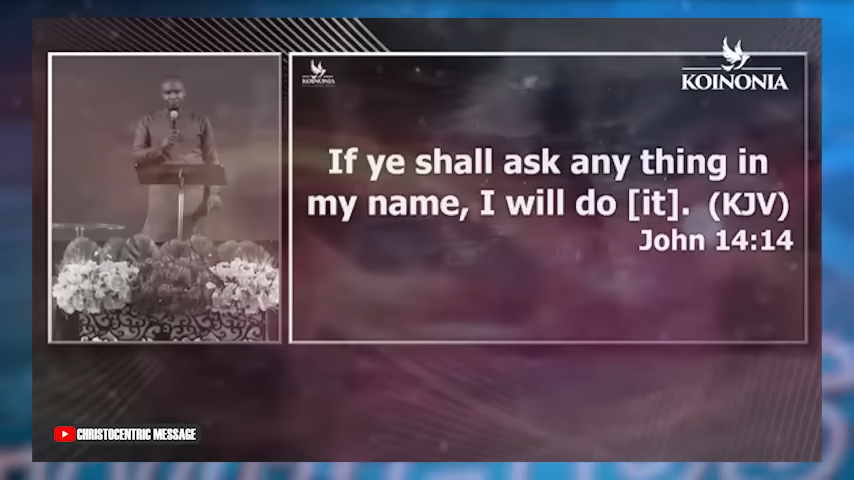 KOINONIA
KOINONIA
If ye shall ask any thing in
my name, I will do [it]. (KJV)
John 14:14
CHRISTOCENTRIC MESSAGE